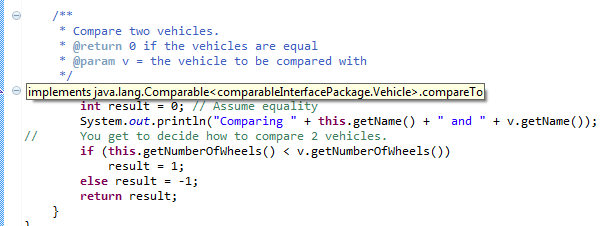 /**
* Compare two vehicles.
* @return 0 if the vehicles are equal
* @param v = the vehicle to be compared with
*/
implements java.lang.Comparable<comparableInterfacePackage.Vehicle>.compareTo
int result = 0; // Assume equality
System.out.println("Comparing " + this.getName() + " and " + v.getName());
// You get to decide how to compare 2 vehicles.
if (this.getNumberOfWheels() < v.getNumberOfWheels())
result = 1;
else result = -1;
return result;
}
}